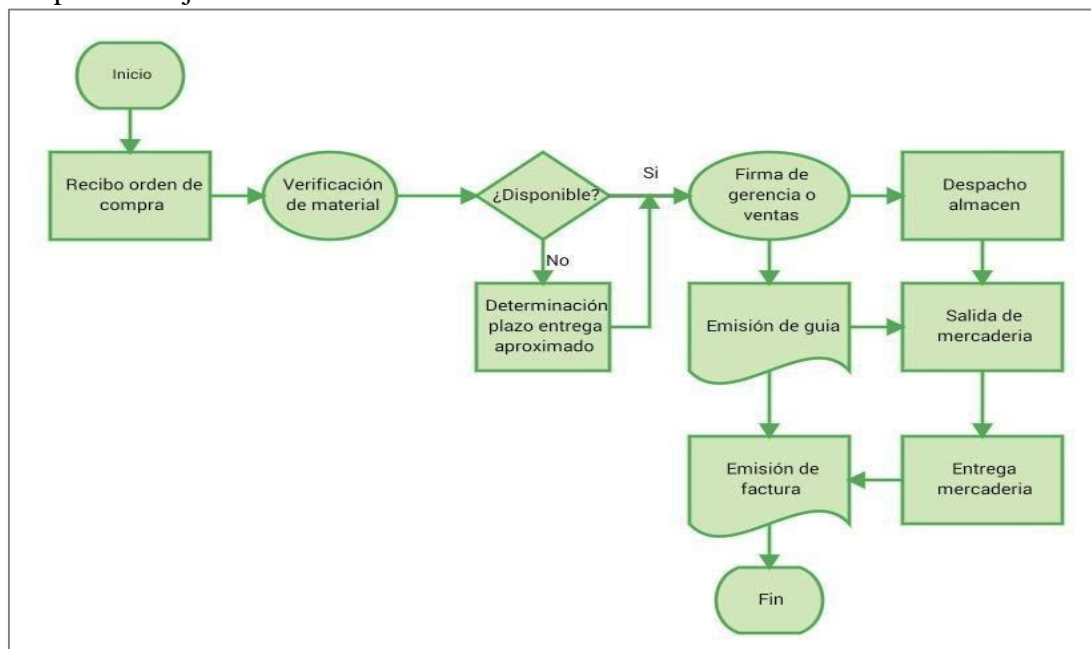 Inicio
Recibo orden de
compra
Verificación
de material
¿Disponible?
Si
No
Determinación
plazo entrega
aproximado
Firma de
gerencia o
ventas
Despacho
almacen
Emisión de guia
Salida de
mercaderia
Emisión de
factura
Entrega
mercaderia
Fin